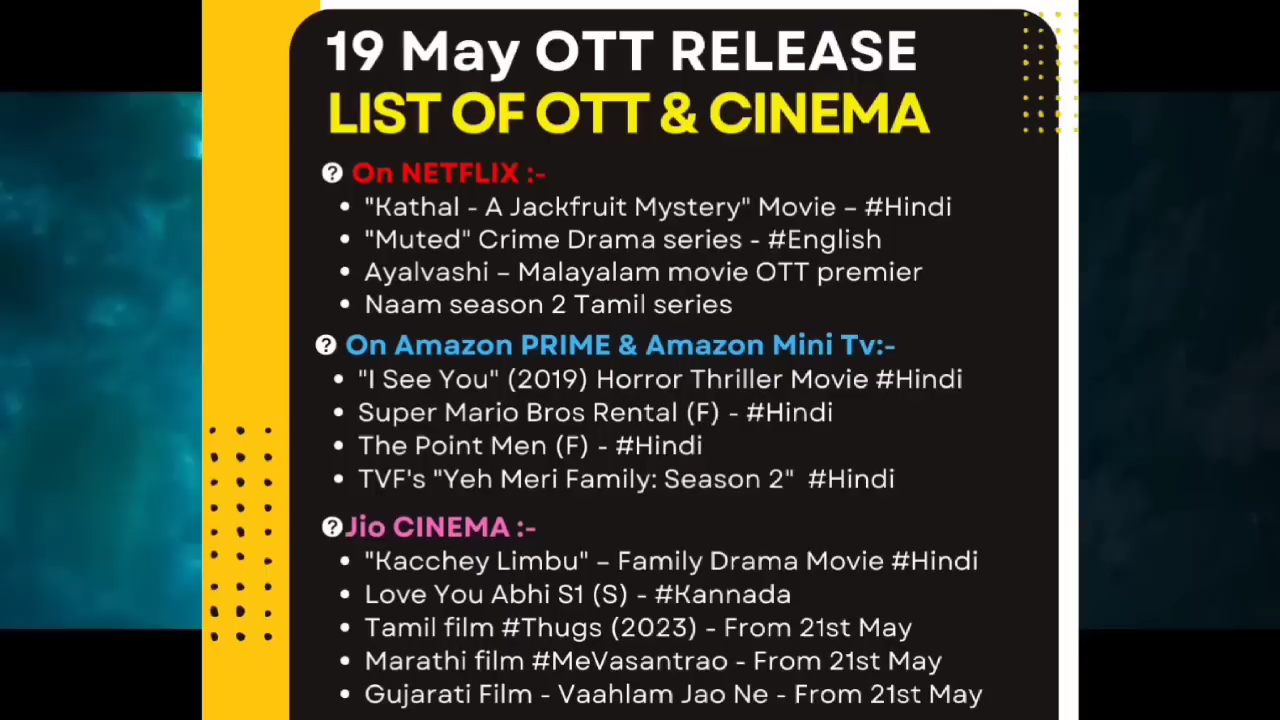 19 May OTT RELEASE
LIST OF OTT & CINEMA
? On NETFLIX :-
• "Kathal - A Jackfruit Mystery" Movie – #Hindi
• "Muted" Crime Drama series - #English
• Ayalvashi – Malayalam movie OTT premier
• Naam season 2 Tamil series
? On Amazon PRIME & Amazon Mini Tv:-
• "I See You" (2019) Horror Thriller Movie #Hindi
• Super Mario Bros Rental (F) - #Hindi
• The Point Men (F) - #Hindi
• TVF's "Yeh Meri Family: Season 2" #Hindi
? Jio CINEMA :-
• "Kacchey Limbu" – Family Drama Movie #Hindi
• Love You Abhi S1 (S) - #Kannada
• Tamil film #Thugs (2023) - From 21st May
• Marathi film #MeVasantrao - From 21st May
• Gujarati Film - Vaahlam Jao Ne - From 21st May